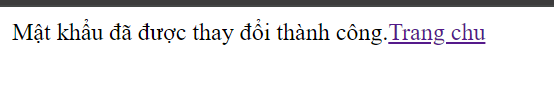 Mật khẩu đã được thay đổi thành công.Trang chu